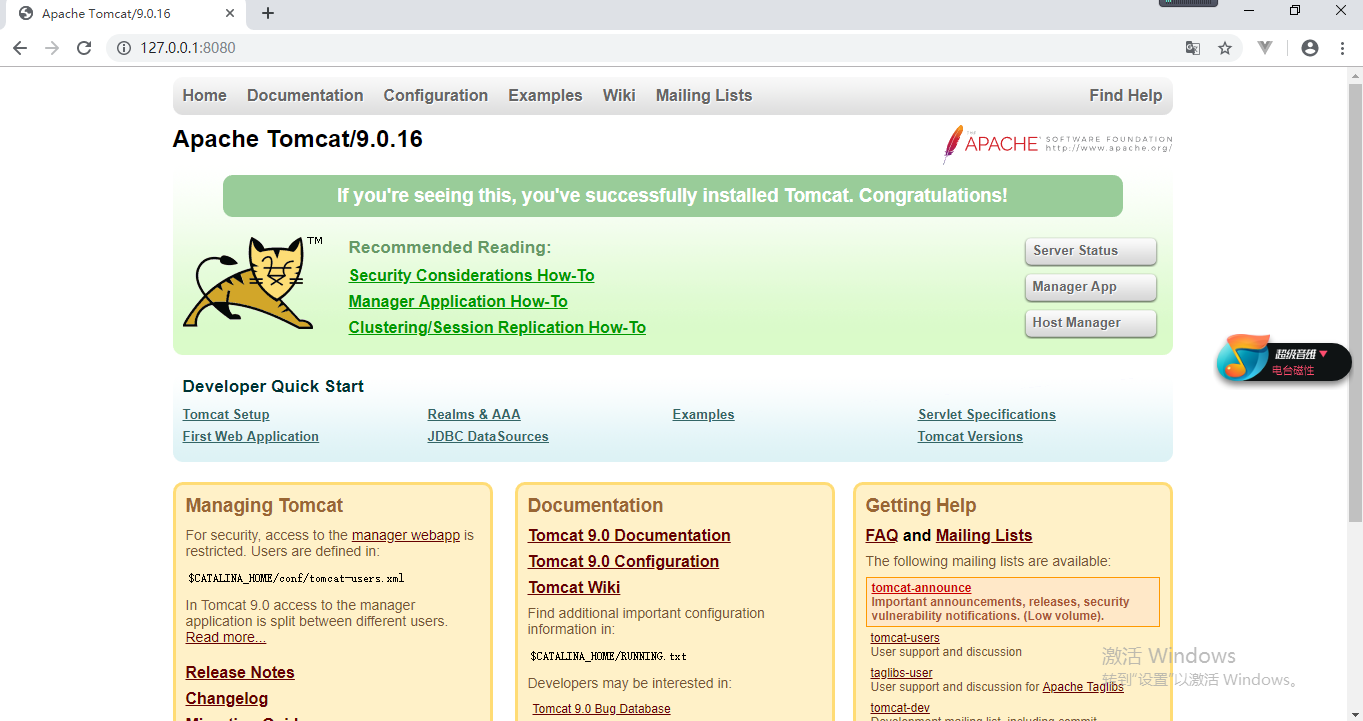 Apache Tomcat/9.0.16
127.0.0.1:8080
Home Documentation Configuration Examples Wiki Mailing Lists Find Help
Apache Tomcat/9.0.16
THE APACHE SOFTWARE FOUNDATION
http://www.apache.org/
If you're seeing this, you've successfully installed Tomcat. Congratulations!
TM
Recommended Reading:
Security Considerations How-To
Manager Application How-To
Clustering/Session Replication How-To
Server Status
Manager App
Host Manager
超级音雄
电台磁性
Developer Quick Start
Tomcat Setup
First Web Application
Realms & AAA
JDBC DataSources
Examples
Servlet Specifications
Tomcat Versions
Managing Tomcat
For security, access to the manager webapp is
restricted. Users are defined in:
$CATALINA_HOME/conf/tomcat-users.xml
In Tomcat 9.0 access to the manager
application is split between different users.
Read more...
Release Notes
Changelog
Migration Guide
Documentation
Tomcat 9.0 Documentation
Tomcat 9.0 Configuration
Tomcat Wiki
Find additional important configuration
information in:
$CATALINA_HOME/RUNNING.txt
Developers may be interested in:
Tomcat 9.0 Bug Database
Getting Help
FAQ and Mailing Lists
The following mailing lists are available:
tomcat-announce
Important announcements, releases, security
vulnerability notifications. (Low volume).
tomcat-users
User support and discussion
taglibs-user
User support and discussion for Apache Taglibs
tomcat-dev
Development mailing list, including commit
激活 Windows
转到"设置"以激活 Windows。